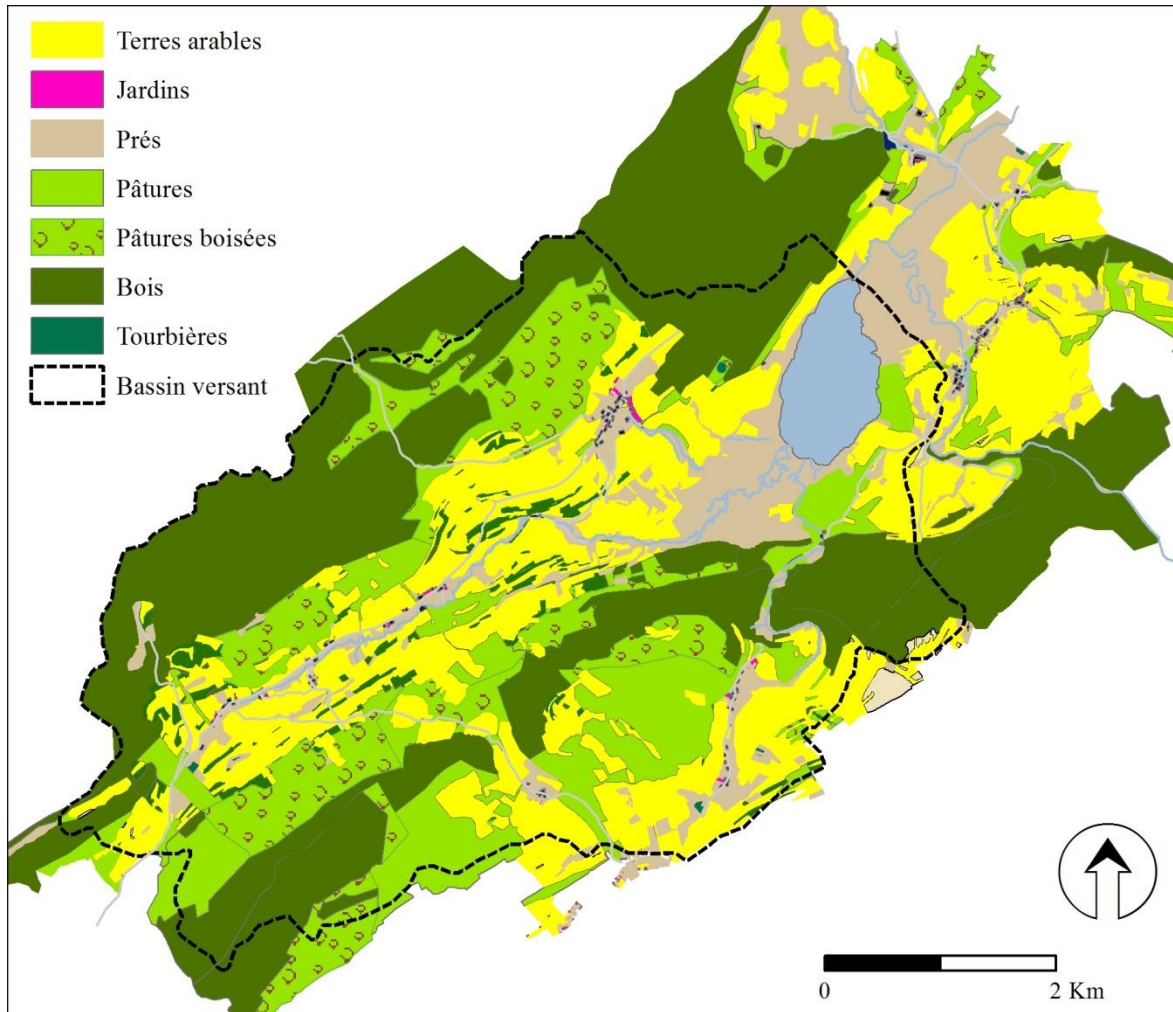 Terres arables
Jardins
Prés
Pâtures
Pâtures boisées
Bois
Tourbières
Bassin versant
0 2 Km